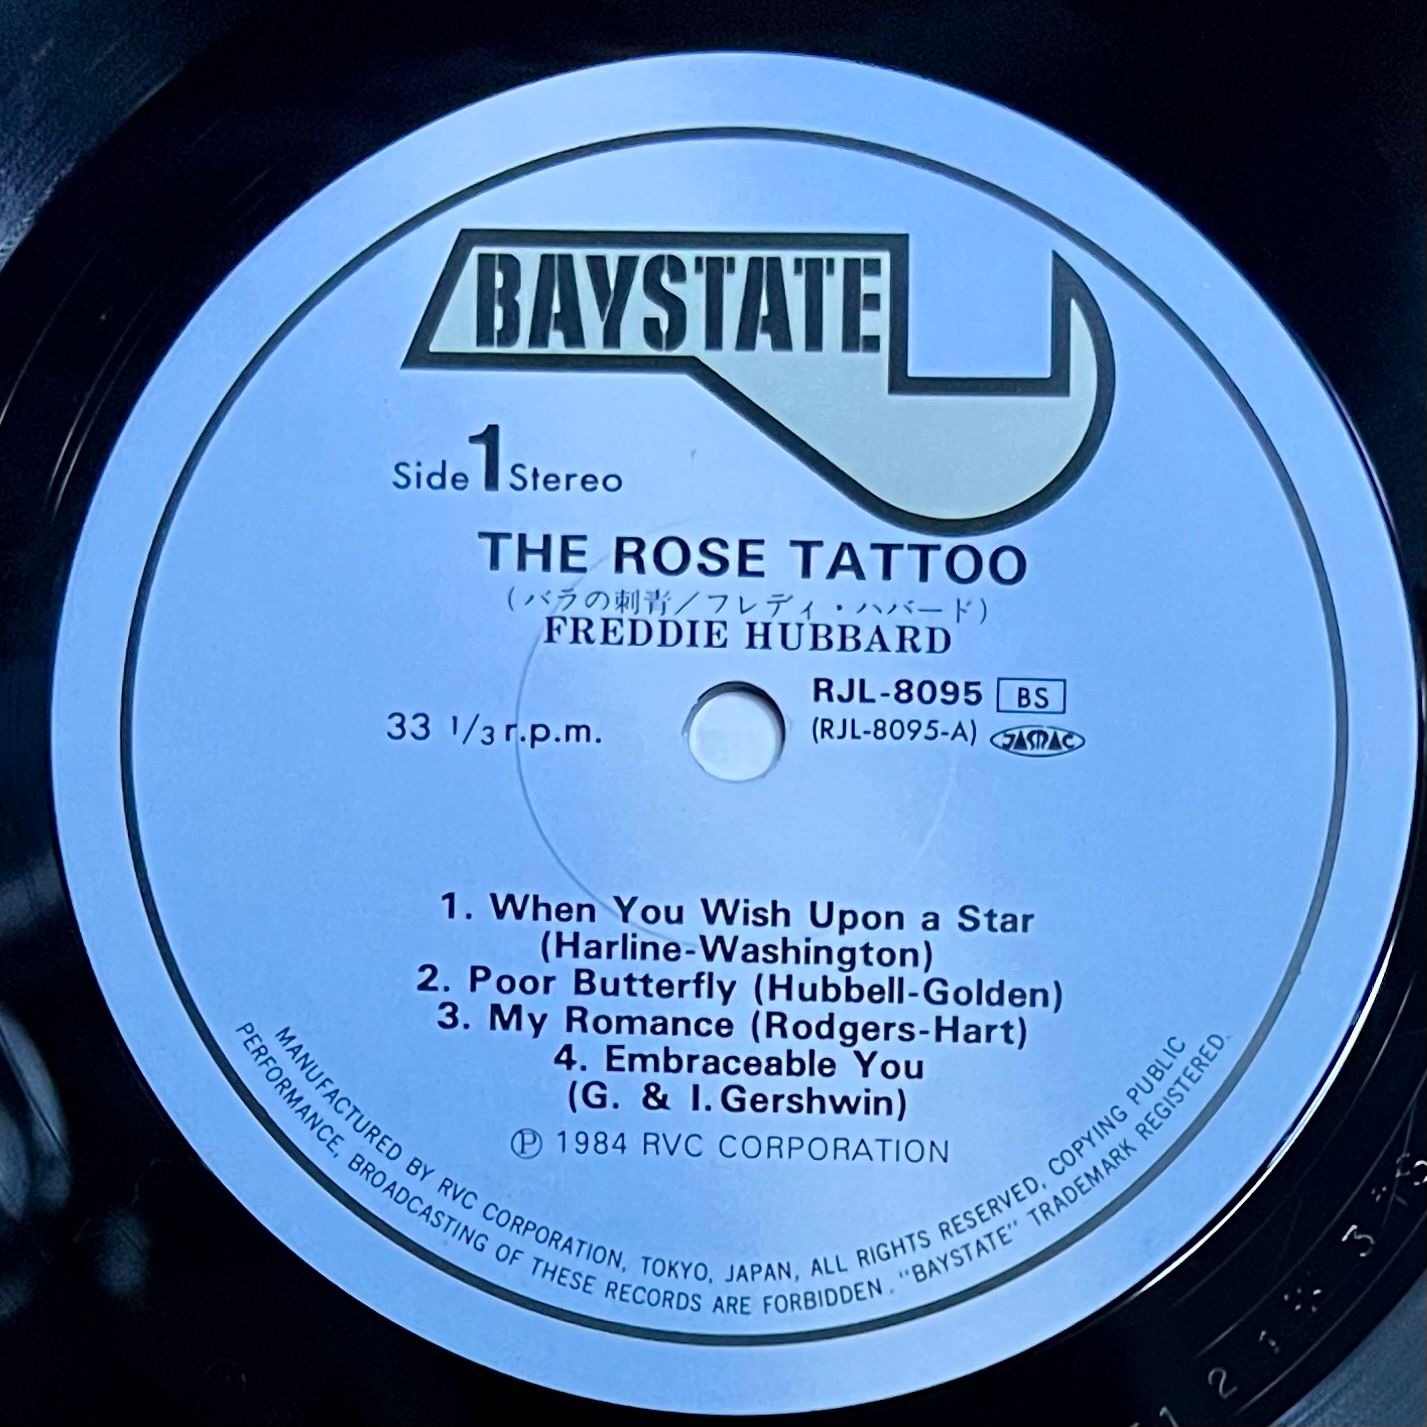 BAYSTATE
Side 1 Stereo
THE ROSE TATTOO
(バラの刺青/フレディ・ハバード)
FREDDIE HUBBARD
RJL-8095 BS
33 1/3 r.p.m.
(RJL-8095-A) JASRAC
1. When You Wish Upon a Star
(Harline-Washington)
2. Poor Butterfly (Hubbell-Golden)
3. My Romance (Rodgers-Hart)
4. Embraceable You
(G. & I. Gershwin)
Ⓟ 1984 RVC CORPORATION
MANUFACTURED BY RVC CORPORATION, TOKYO, JAPAN, ALL RIGHTS RESERVED, COPYING PUBLIC
PERFORMANCE, BROADCASTING OF THESE RECORDS ARE FORBIDDEN. "BAYSTATE" TRADEMARK REGISTERED.